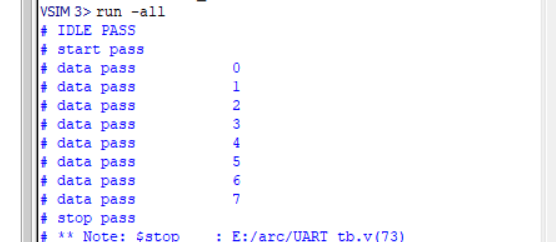 VSIM 3> run -all
# IDLE PASS
# start pass
# data pass 0
# data pass 1
# data pass 2
# data pass 3
# data pass 4
# data pass 5
# data pass 6
# data pass 7
# stop pass
# ** Note: $stop : E:/arc/UART_tb.v(73)